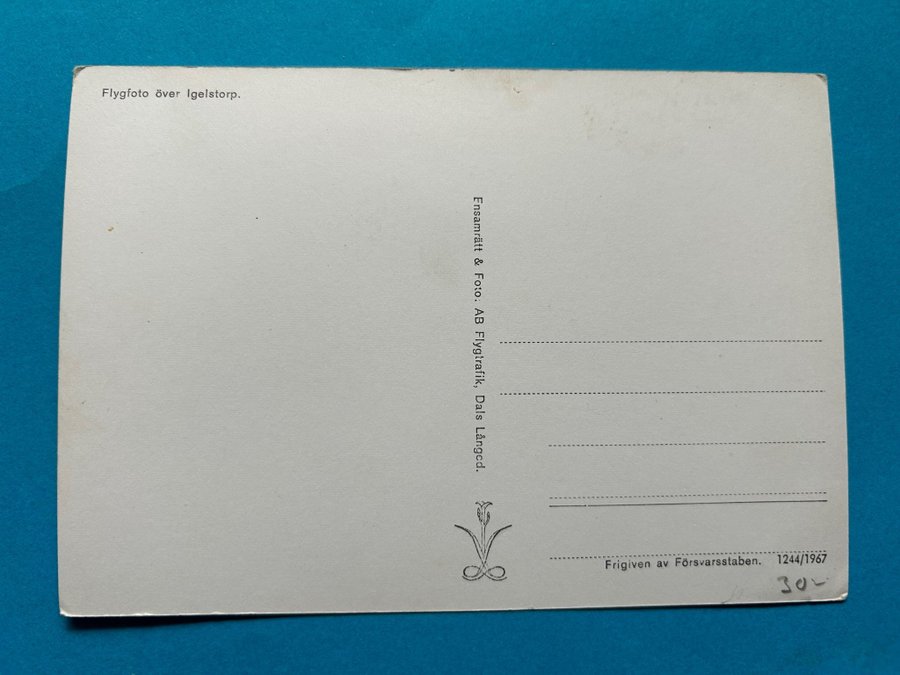 Flygfoto över Igelstorp.
Ensamrätt & Foto: AB Flygtrafik, Dals Långed.
Frigiven av Försvarsstaben. 1244/1967
30:-